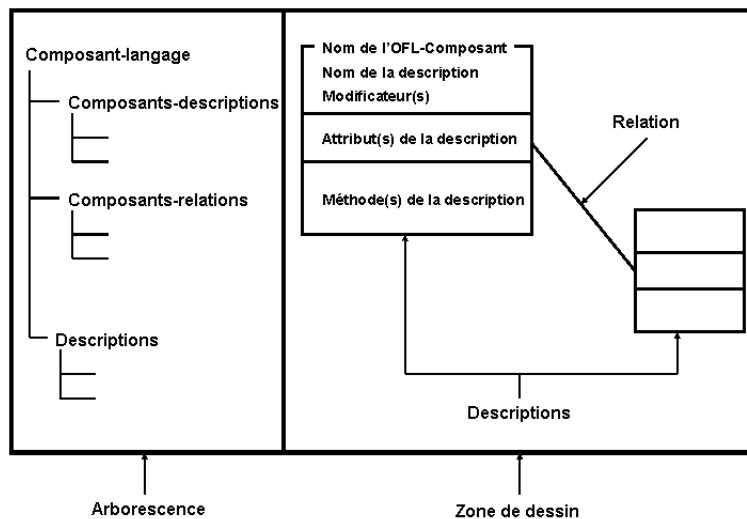 Composant-langage
Composants-descriptions
Composants-relations
Descriptions
Nom de l'OFL-Composant
Nom de la description
Modificateur(s)
Attribut(s) de la description
Méthode(s) de la description
Relation
Descriptions
Arborescence
Zone de dessin